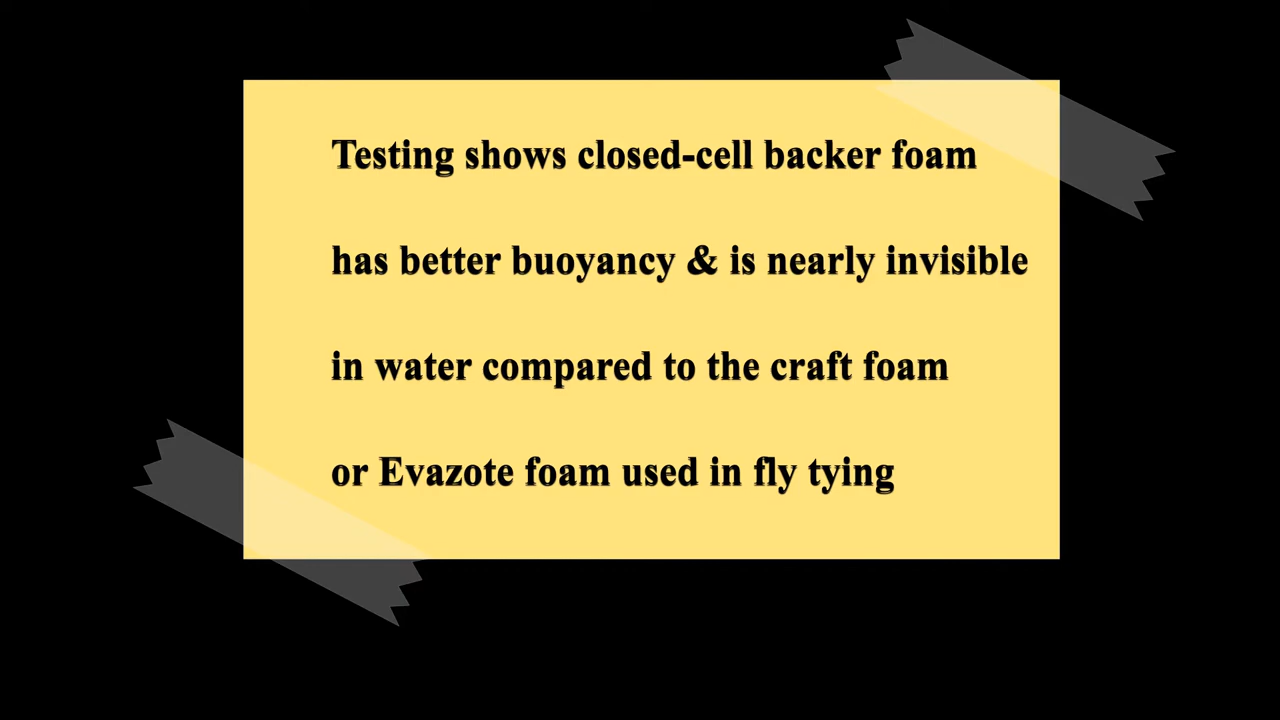 Testing shows closed-cell backer foam
has better buoyancy & is nearly invisible
in water compared to the craft foam
or Evazote foam used in fly tying